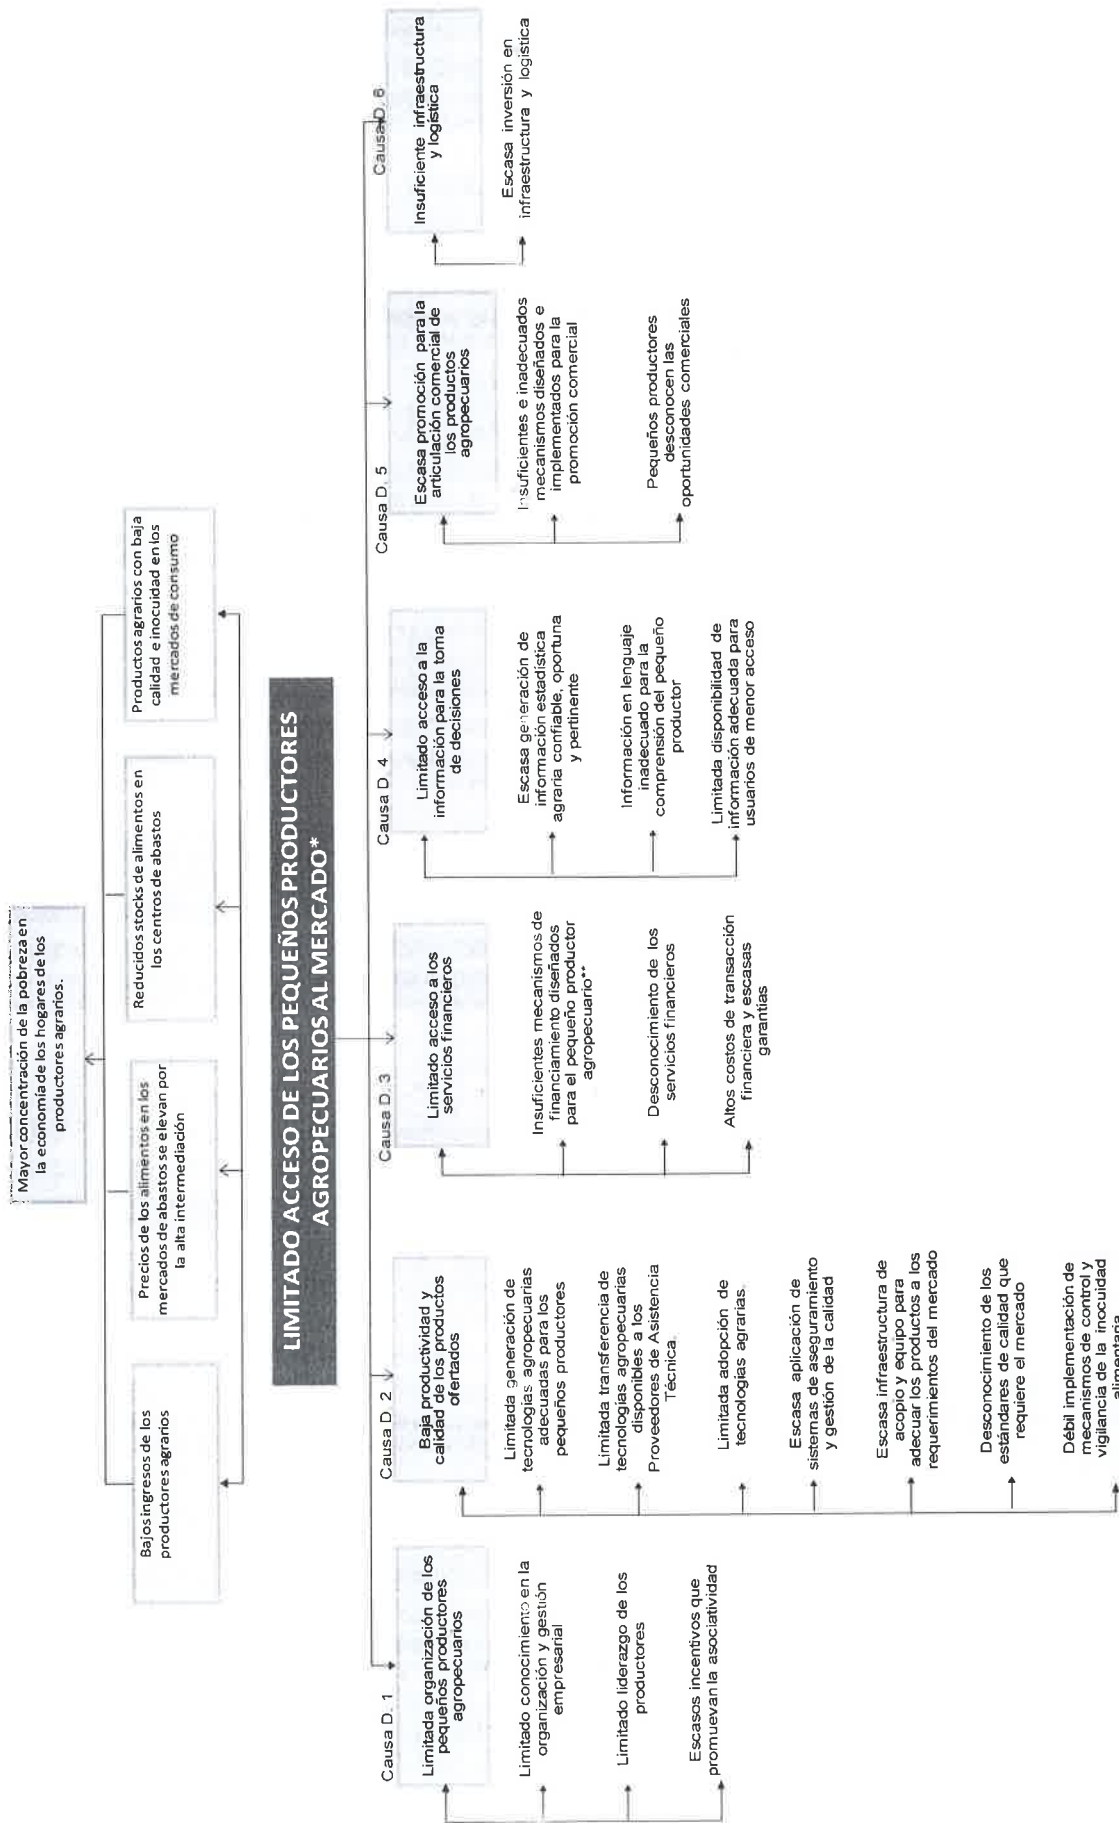 Mayor concentración de la pobreza en
la economía de los hogares de los
productores agrarios.
Bajos ingresos de los
productores agrarios
Precios de los alimentos en los
mercados de abastos se elevan por
la alta intermediación
Reducidos stocks de alimentos en
los centros de abastos
Productos agrarios con baja
calidad e inocuidad en los
mercados de consumo
LIMITADO ACCESO DE LOS PEQUEÑOS PRODUCTORES
AGROPECUARIOS AL MERCADO*
Causa D. 1
Limitada organización de los
pequeños productores
agropecuarios
Limitado conocimiento en la
organización y gestión
empresarial
Limitado liderazgo de los
productores
Escasos incentivos que
promuevan la asociatividad
Causa D. 2
Baja productividad y
calidad de los productos
ofertados
Limitada generación de
tecnologías agropecuarias
adecuadas para los
pequeños productores
Limitada transferencia de
tecnologías agropecuarias
disponibles a los
Proveedores de Asistencia
Técnica.
Limitada adopción de
tecnologías agrarias.
Escasa aplicación de
sistemas de aseguramiento
y gestión de la calidad
Escasa infraestructura de
acopio y equipo para
adecuar los productos a los
requerimientos del mercado
Desconocimiento de los
estándares de calidad que
requiere el mercado
Débil implementación de
mecanismos de control y
vigilancia de la inocuidad
alimentaria
Causa D. 3
Limitado acceso a los
servicios financieros
Insuficientes mecanismos de
financiamiento diseñados
para el pequeño productor
agropecuario**
Desconocimiento de los
servicios financieros
Altos costos de transacción
financiera y escasas
garantías
Causa D. 4
Limitado acceso a la
información para la toma
de decisiones
Escasa generación de
información estadística
agraria confiable, oportuna
y pertinente
Información en lenguaje
inadecuado para la
comprensión del pequeño
productor
Limitada disponibilidad de
información adecuada para
usuarios de menor acceso
Causa D. 5
Escasa promoción para la
articulación comercial de
los productos
agropecuarios
Insuficientes e inadecuados
mecanismos diseñados e
implementados para la
promoción comercial
Pequeños productores
desconocen las
oportunidades comerciales
Causa D. 6
Insuficiente infraestructura
y logística
Escasa inversión en
infraestructura y logística